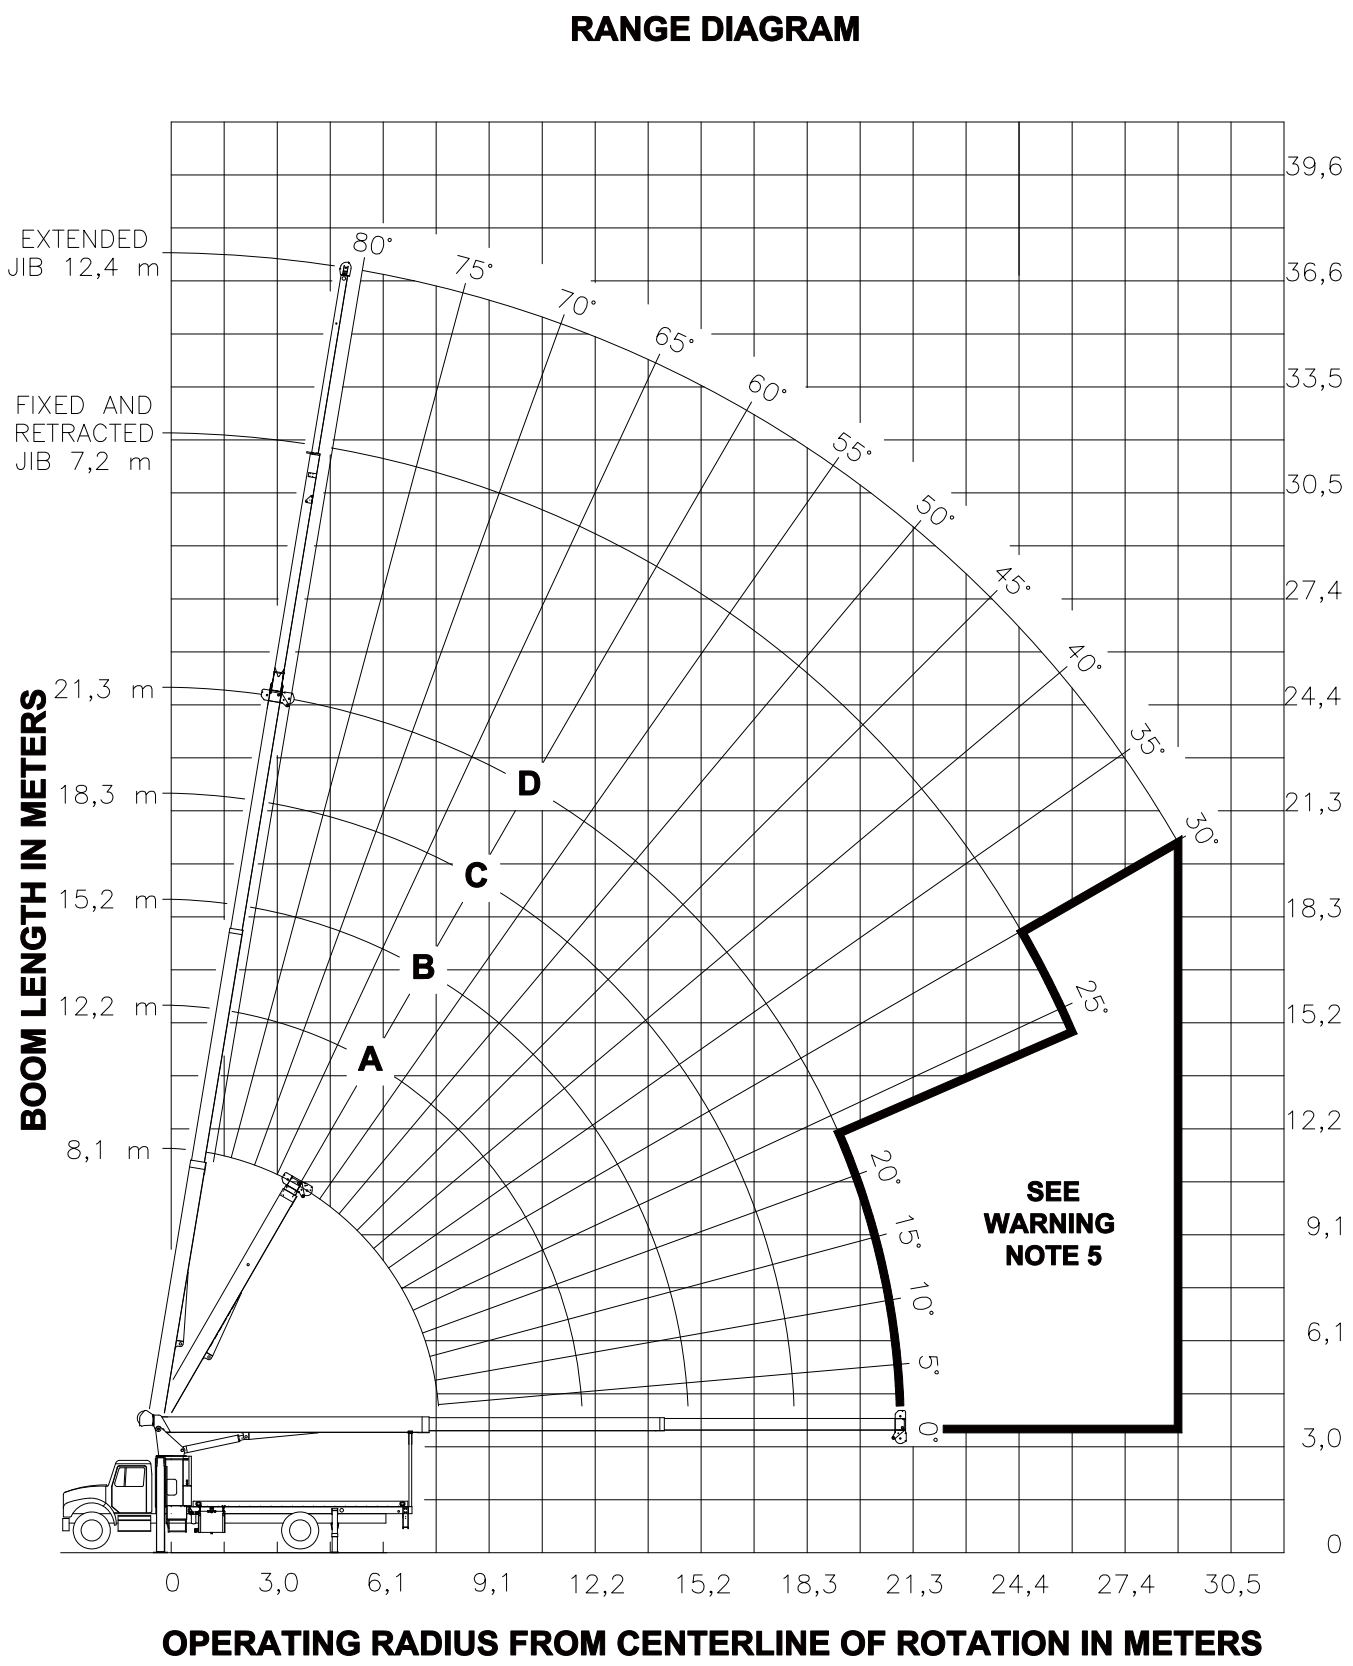 RANGE DIAGRAM
39,6
EXTENDED
JIB 12,4 m
80°
75°
36,6
70°
65°
33,5
60°
FIXED AND
RETRACTED
JIB 7,2 m
55°
30,5
50°
45°
27,4
40°
24,4
21,3 m
35°
D
18,3 m
21,3
30°
C
15,2 m
18,3
B
25°
12,2 m
15,2
A
12,2
8,1 m
20°
SEE
WARNING
NOTE 5
15°
9,1
10°
6,1
5°
0°
3,0
0
BOOM LENGTH IN METERS
0 3,0 6,1 9,1 12,2 15,2 18,3 21,3 24,4 27,4 30,5
OPERATING RADIUS FROM CENTERLINE OF ROTATION IN METERS